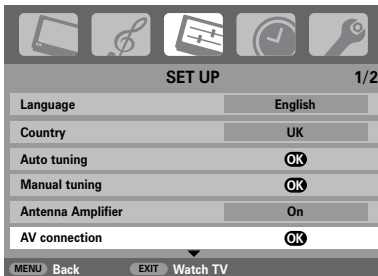 SET UP 1/2
Language English
Country UK
Auto tuning OK
Manual tuning OK
Antenna Amplifier On
AV connection OK
MENU Back EXIT Watch TV